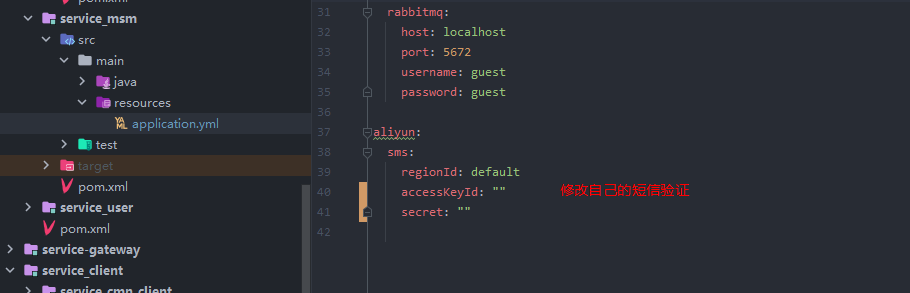 pom.xml
service_msm
src
main
java
resources
application.yml
test
target
pom.xml
service_user
pom.xml
service-gateway
service_client
service_cmn_client
31 rabbitmq:
32 host: localhost
33 port: 5672
34 username: guest
35 password: guest
36
37 aliyun:
38 sms:
39 regionId: default
40 accessKeyId: "" 修改自己的短信验证
41 secret: ""
42